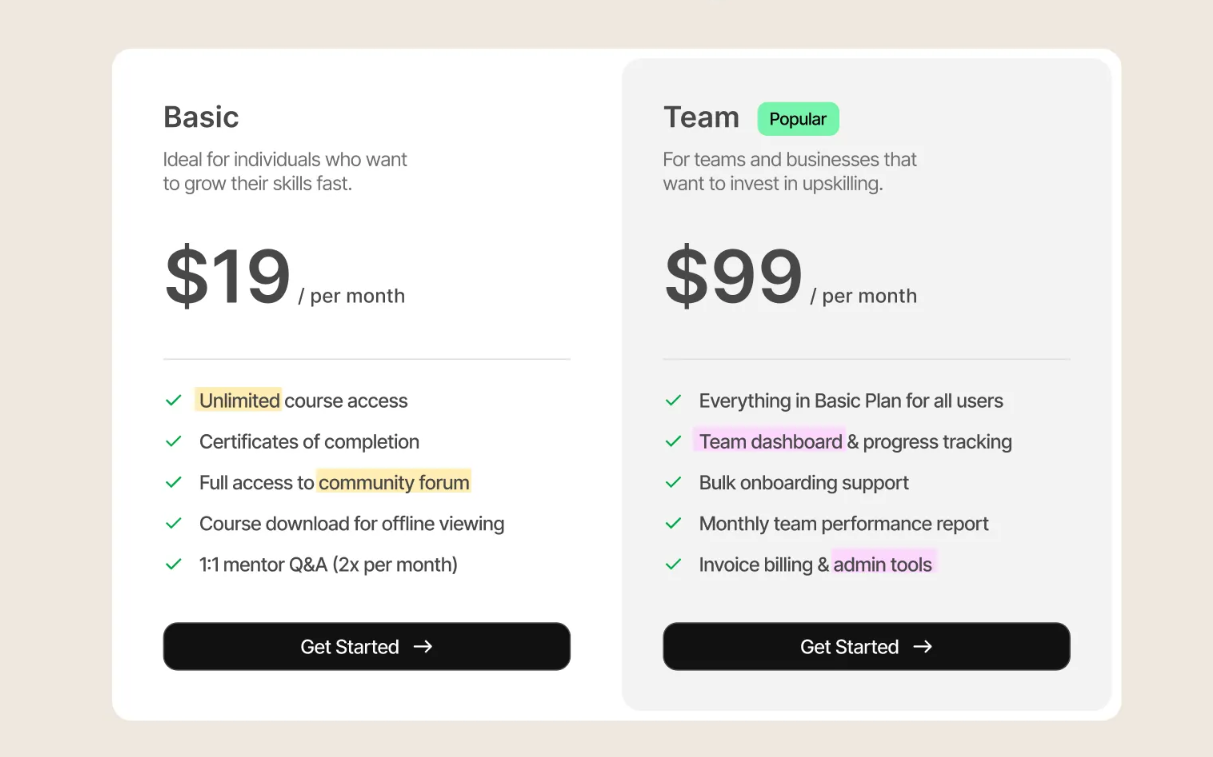 Basic
Ideal for individuals who want
to grow their skills fast.
$19 / per month
Unlimited course access
Certificates of completion
Full access to community forum
Course download for offline viewing
1:1 mentor Q&A (2x per month)
Get Started →
Team Popular
For teams and businesses that
want to invest in upskilling.
$99 / per month
Everything in Basic Plan for all users
Team dashboard & progress tracking
Bulk onboarding support
Monthly team performance report
Invoice billing & admin tools
Get Started →